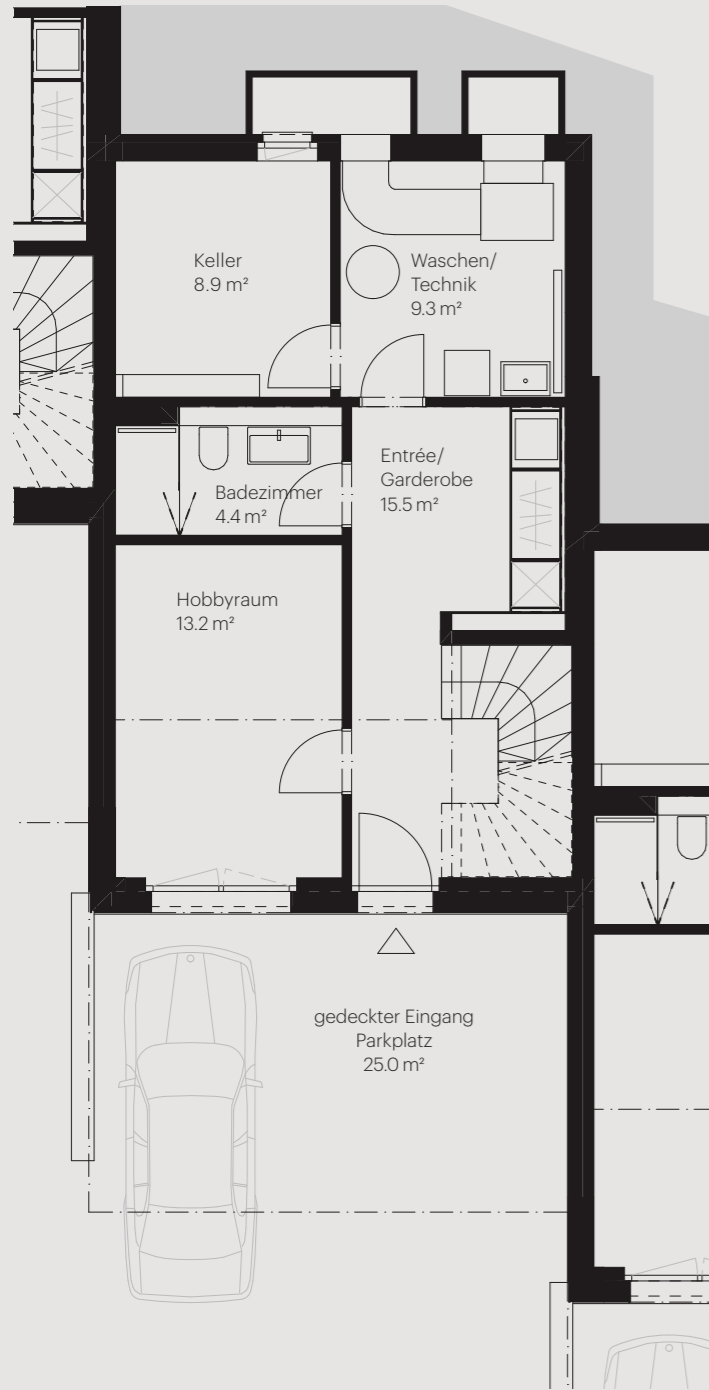 Keller
8.9 m²
Waschen/
Technik
9.3 m²
Entrée/
Garderobe
15.5 m²
Badezimmer
4.4 m²
Hobbyraum
13.2 m²
gedeckter Eingang
Parkplatz
25.0 m²